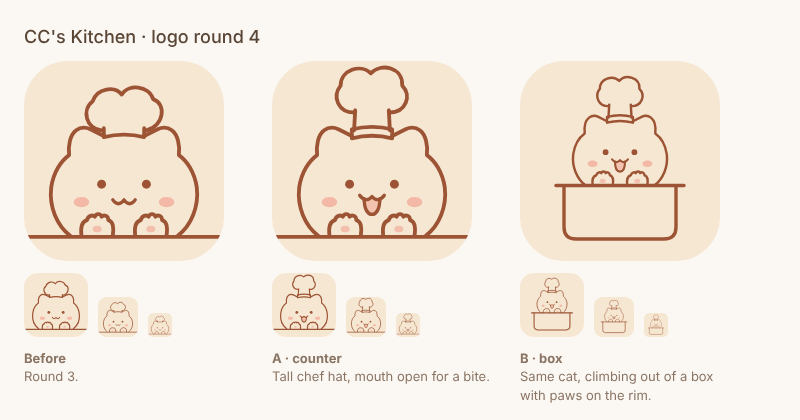 CC's Kitchen · logo round 4
Before
Round 3.
A · counter
Tall chef hat, mouth open for a bite.
B · box
Same cat, climbing out of a box
with paws on the rim.